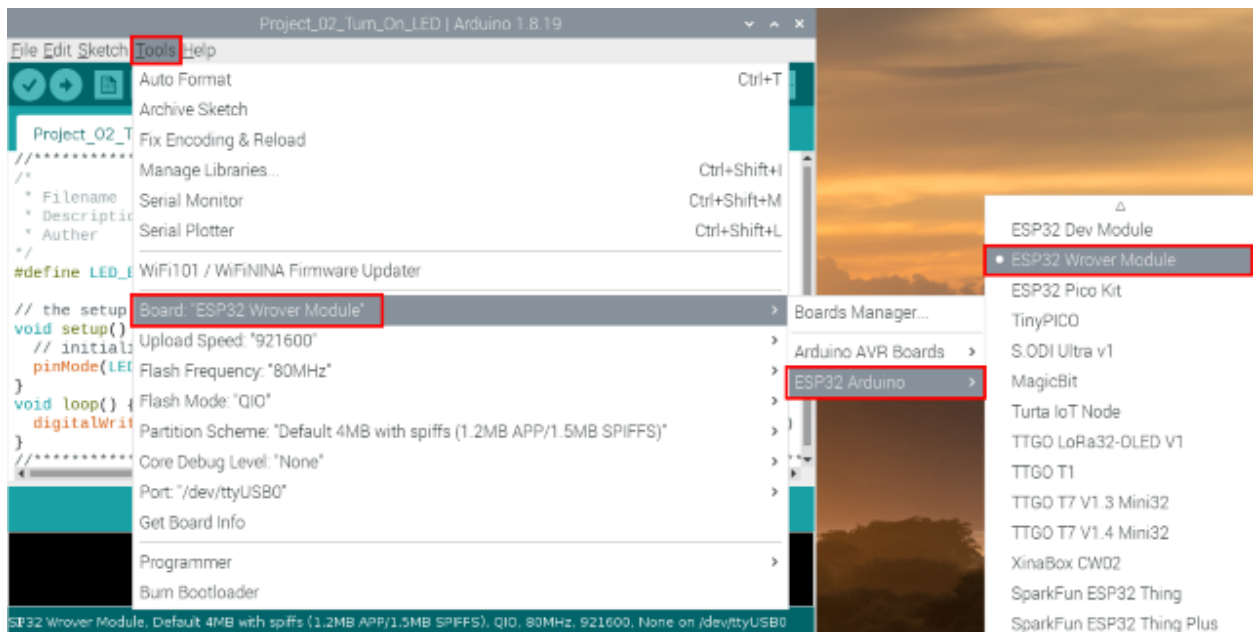 Project_02_Turn_On_LED | Arduino 1.8.19
File Edit Sketch Tools Help
Auto Format Ctrl+T
Archive Sketch
Project_02_T
Fix Encoding & Reload
Manage Libraries... Ctrl+Shift+I
Serial Monitor Ctrl+Shift+M
Serial Plotter Ctrl+Shift+L
WiFi101 / WiFiNINA Firmware Updater
Board: "ESP32 Wrover Module"
Upload Speed: "921600"
Flash Frequency: "80MHz"
Flash Mode: "QIO"
Partition Scheme: "Default 4MB with spiffs (1.2MB APP/1.5MB SPIFFS)"
Core Debug Level: "None"
Port: "/dev/ttyUSB0"
Get Board Info
Programmer
Burn Bootloader
//***********
/*
* Filename
* Descriptio
* Auther
*/
#define LED_B
// the setup
void setup()
// initiali
pinMode(LED
}
void loop() {
digitalWrit
}
//***********
Boards Manager...
Arduino AVR Boards
ESP32 Arduino
ESP32 Dev Module
ESP32 Wrover Module
ESP32 Pico Kit
TinyPICO
S.ODI Ultra v1
MagicBit
Turta IoT Node
TTGO LoRa32-OLED V1
TTGO T1
TTGO T7 V1.3 Mini32
TTGO T7 V1.4 Mini32
XinaBox CW02
SparkFun ESP32 Thing
SparkFun ESP32 Thing Plus
SP32 Wrover Module, Default 4MB with spiffs (1.2MB APP/1.5MB SPIFFS), QIO, 80MHz, 921600, None on /dev/ttyUSB0